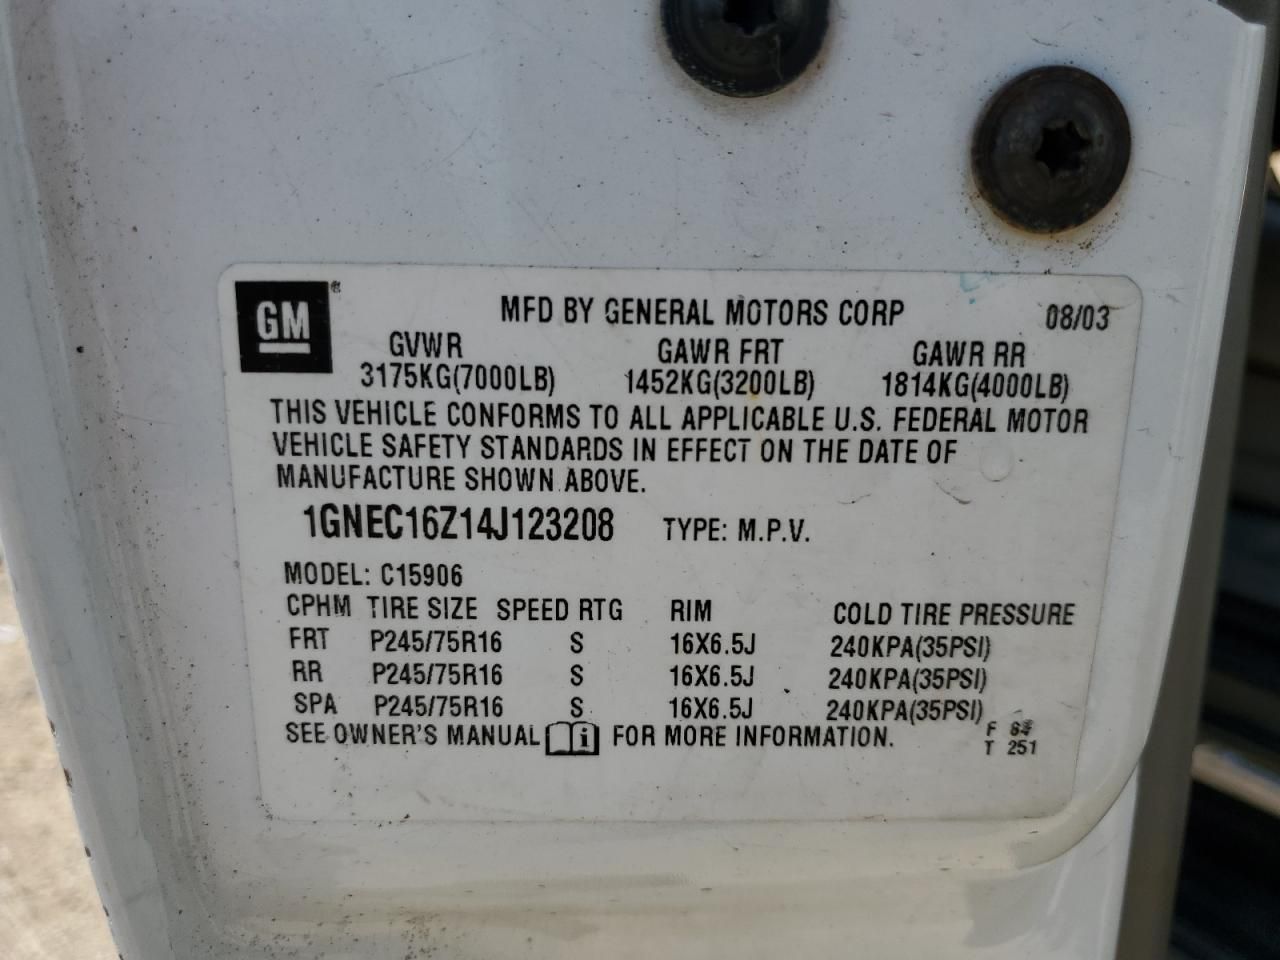 GM®
MFD BY GENERAL MOTORS CORP 08/03
GVWR GAWR FRT GAWR RR
3175KG(7000LB) 1452KG(3200LB) 1814KG(4000LB)
THIS VEHICLE CONFORMS TO ALL APPLICABLE U.S. FEDERAL MOTOR
VEHICLE SAFETY STANDARDS IN EFFECT ON THE DATE OF
MANUFACTURE SHOWN ABOVE.
1GNEC16Z14J123208 TYPE: M.P.V.
MODEL: C15906
CPHM TIRE SIZE SPEED RTG RIM COLD TIRE PRESSURE
FRT P245/75R16 S 16X6.5J 240KPA(35PSI)
RR P245/75R16 S 16X6.5J 240KPA(35PSI)
SPA P245/75R16 S 16X6.5J 240KPA(35PSI)
SEE OWNER'S MANUAL i FOR MORE INFORMATION.
F
T 251